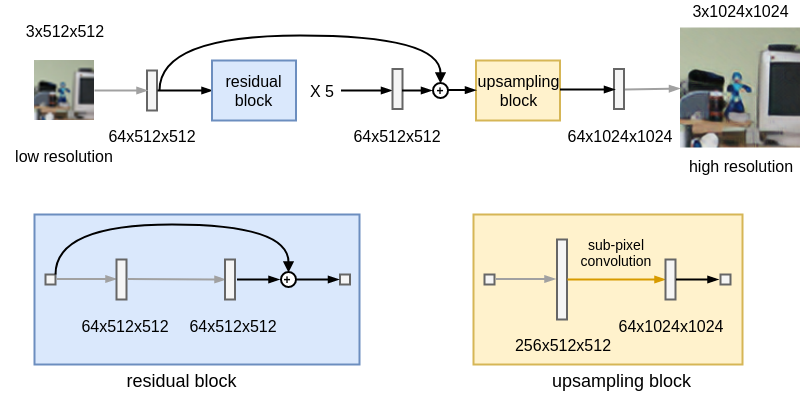 3x512x512
3x1024x1024
residual
block
X 5
+
upsampling
block
64x512x512
64x512x512
64x1024x1024
low resolution
high resolution
sub-pixel
convolution
+
64x512x512
64x512x512
64x1024x1024
256x512x512
residual block
upsampling block